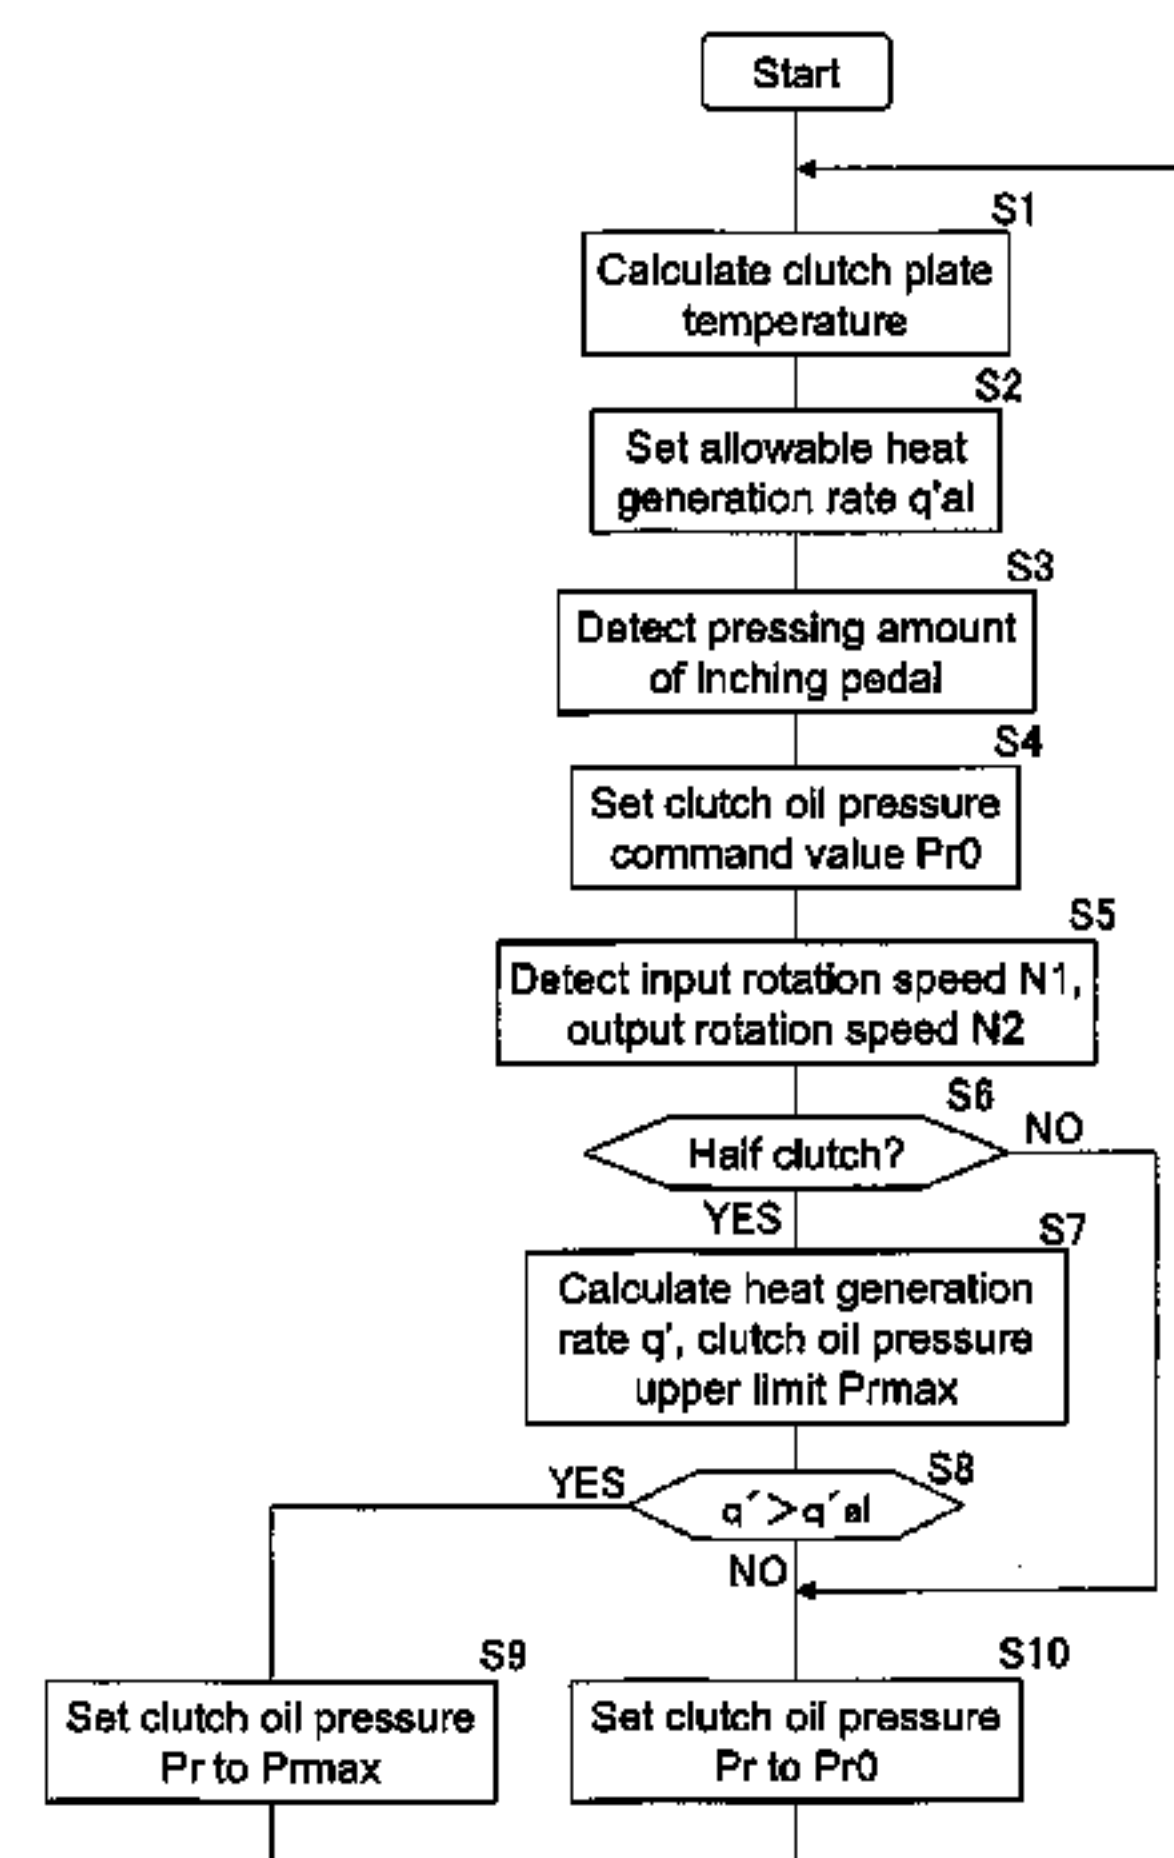 Start
S1
Calculate clutch plate
temperature
S2
Set allowable heat
generation rate q'al
S3
Detect pressing amount
of inching pedal
S4
Set clutch oil pressure
command value Pr0
S5
Detect input rotation speed N1,
output rotation speed N2
S6
Half clutch?
NO
YES
S7
Calculate heat generation
rate q', clutch oil pressure
upper limit Prmax
S8
YES
q´>q´al
NO
S9
Set clutch oil pressure
Pr to Prmax
S10
Set clutch oil pressure
Pr to Pr0